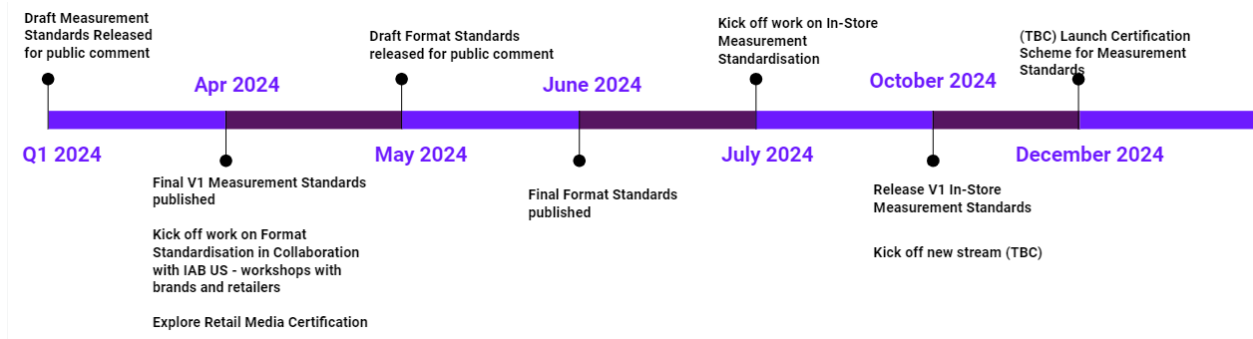 Draft Measurement
Standards Released
for public comment
Q1 2024
Apr 2024
Final V1 Measurement Standards
published
Kick off work on Format
Standardisation in Collaboration
with IAB US - workshops with
brands and retailers
Explore Retail Media Certification
Draft Format Standards
released for public comment
May 2024
June 2024
Final Format Standards
published
Kick off work on In-Store
Measurement
Standardisation
July 2024
October 2024
Release V1 In-Store
Measurement Standards
Kick off new stream (TBC)
(TBC) Launch Certification
Scheme for Measurement
Standards
December 2024